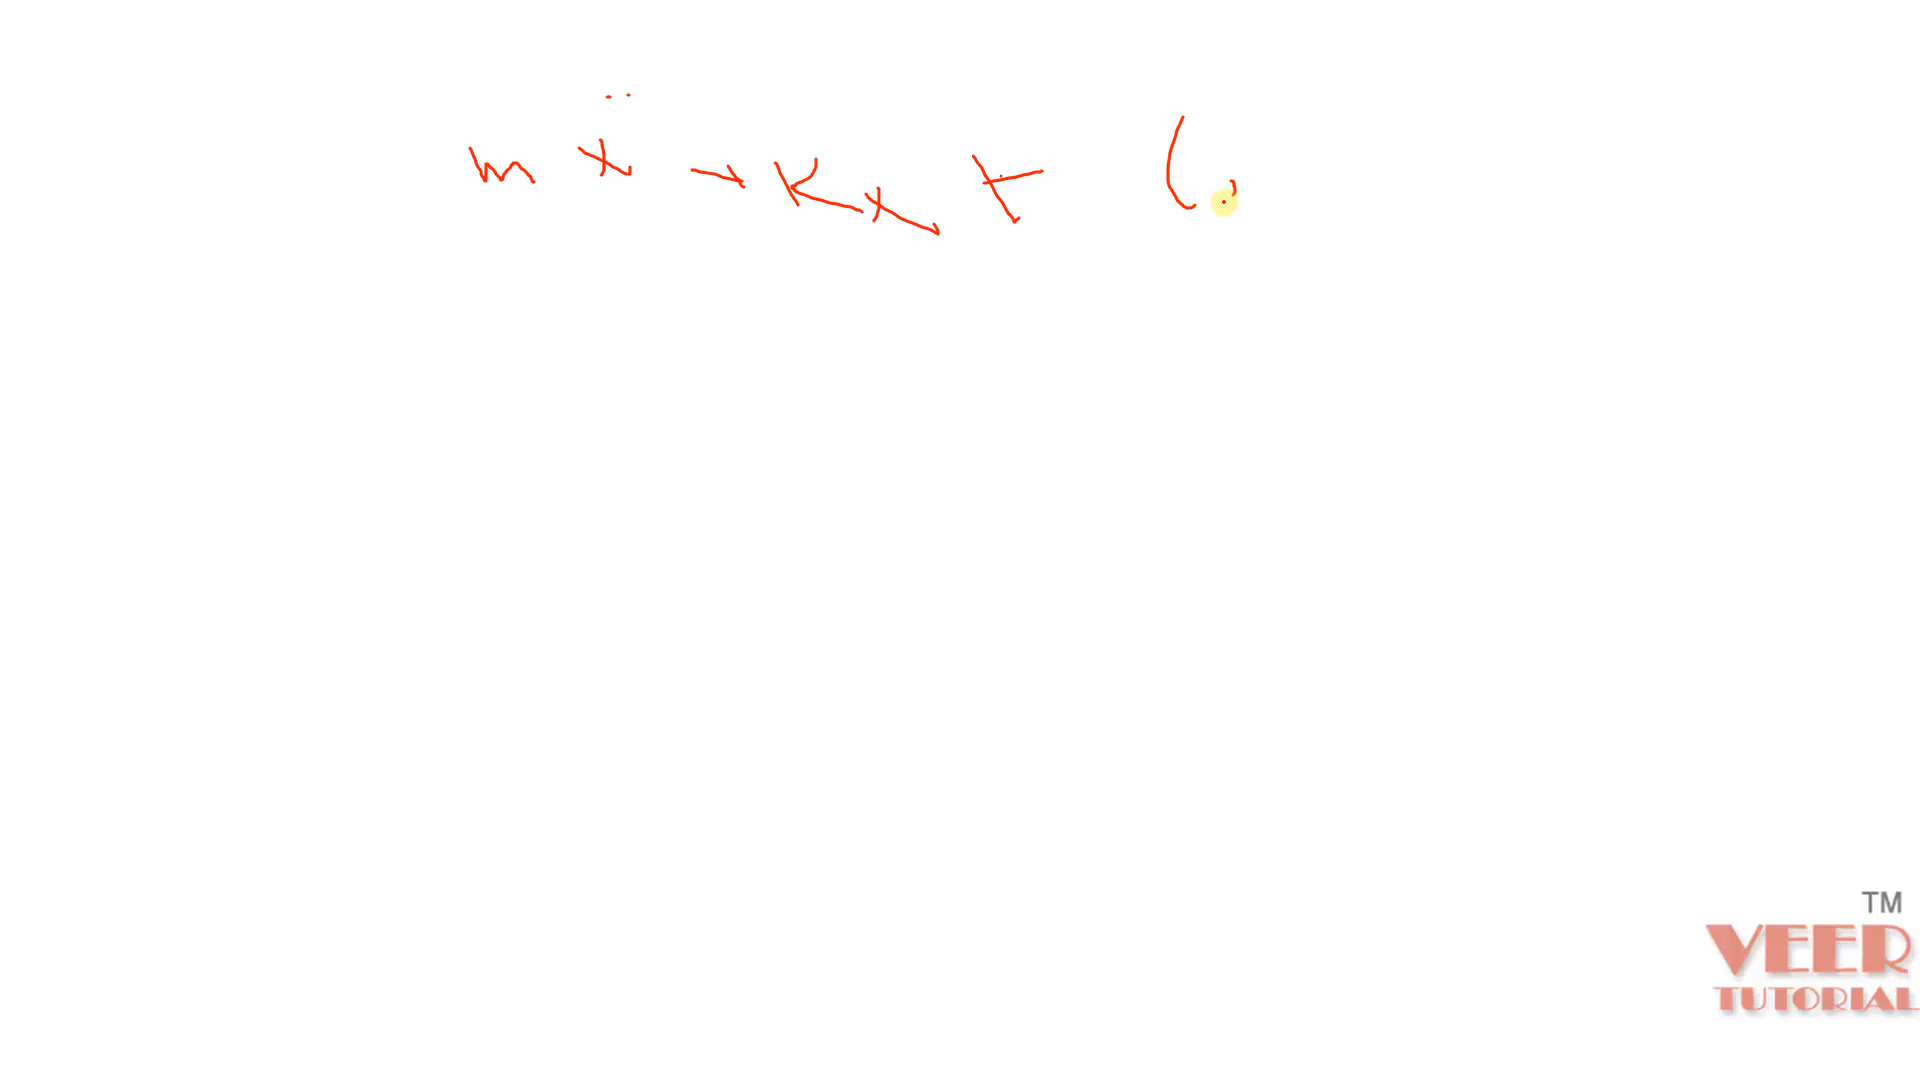 mẍ + Kx + (
TM
VEER
TUTORIAL